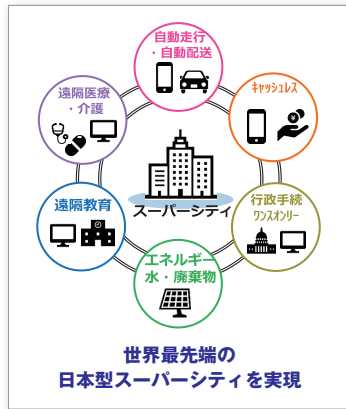 自動走行
・自動配送
遠隔医療
・介護
ｷｬｯｼｭﾚｽ
スーパーシティ
遠隔教育
行政手続
ﾜﾝｽｵﾝﾘｰ
エネルギー
水・廃棄物
世界最先端の
日本型スーパーシティを実現